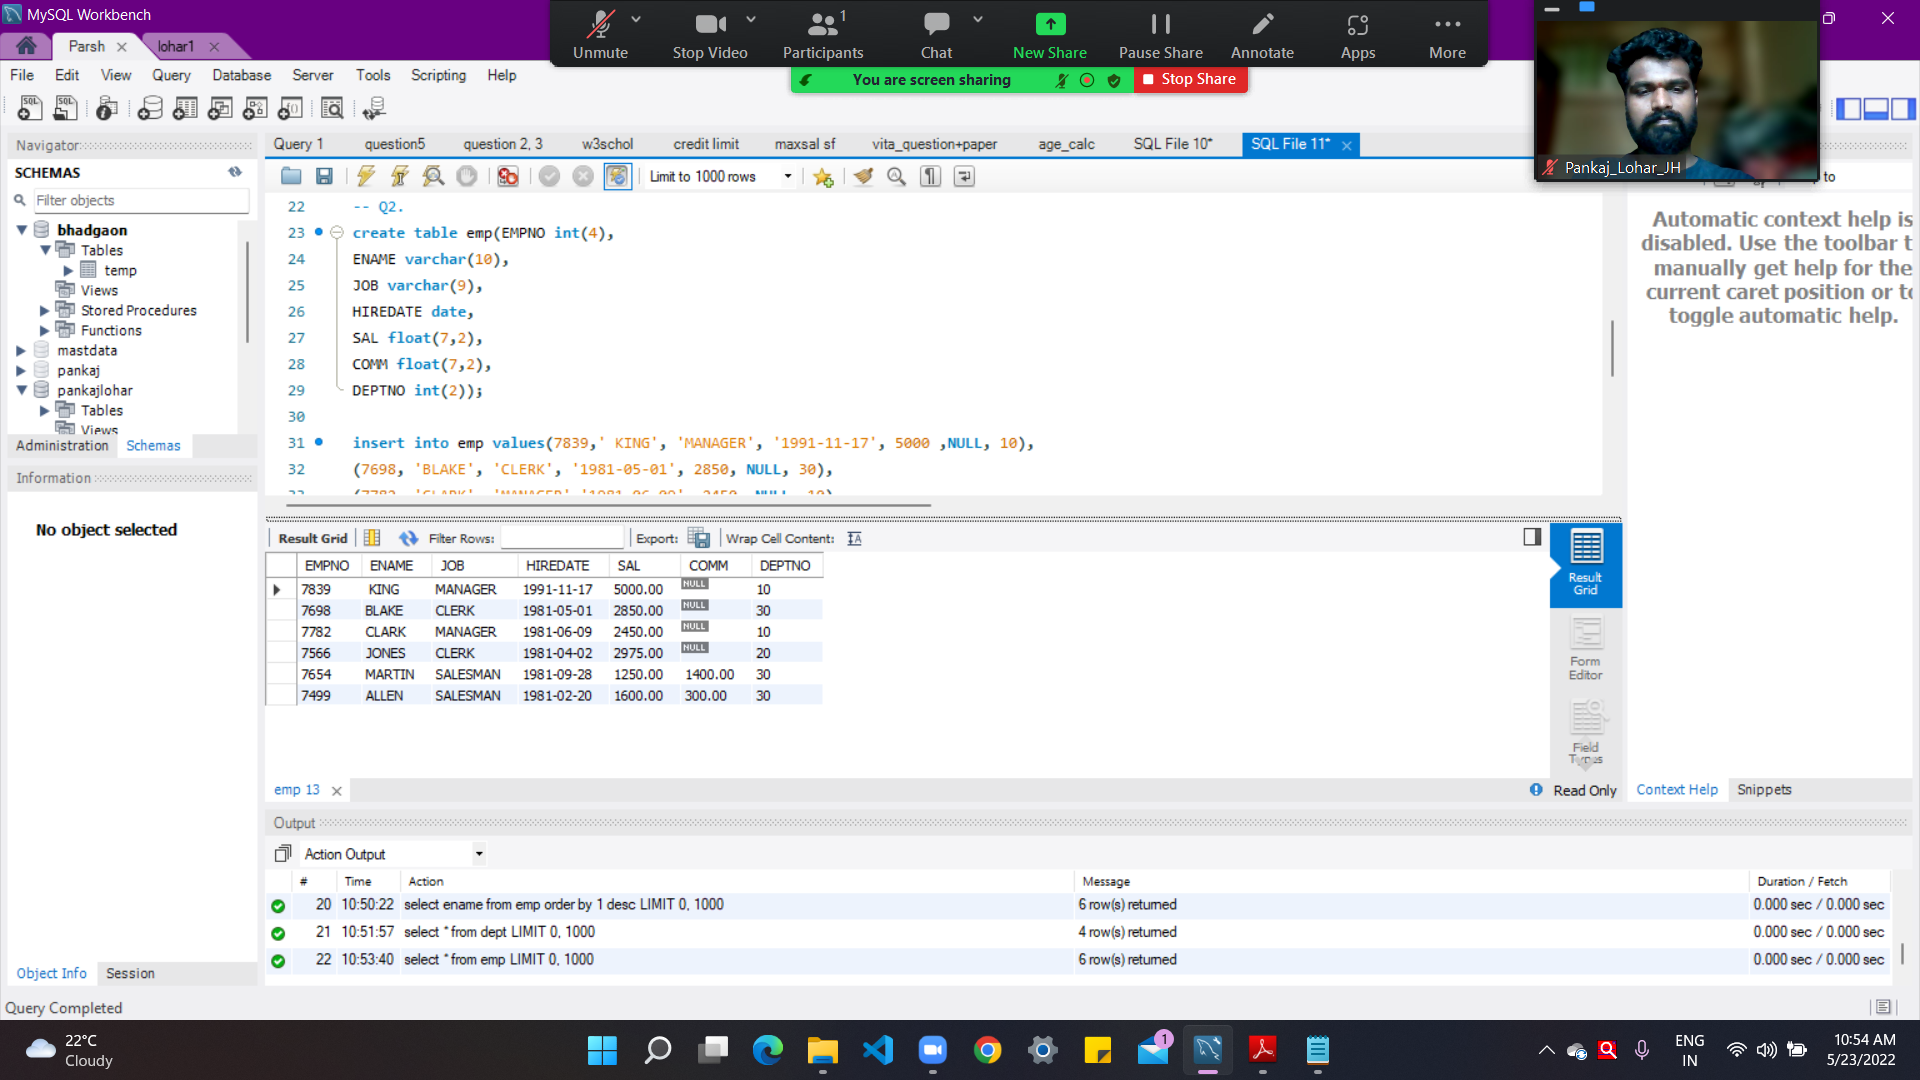 MySQL Workbench
Parsh
lohar1
File Edit View Query Database Server Tools Scripting Help
Unmute
Stop Video
Participants
1
Chat
New Share
Pause Share
Annotate
Apps
More
You are screen sharing
Stop Share
Pankaj_Lohar_JH
Navigator
SCHEMAS
Filter objects
bhadgaon
Tables
temp
Views
Stored Procedures
Functions
mastdata
pankaj
pankajlohar
Tables
Views
Administration Schemas
Information
No object selected
Object Info Session
Query Completed
Query 1 question5 question 2, 3 w3schol credit limit maxsal sf vita_question+paper age_calc SQL File 10* SQL File 11*
Limit to 1000 rows
22 -- Q2.
23 create table emp(EMPNO int(4),
24 ENAME varchar(10),
25 JOB varchar(9),
26 HIREDATE date,
27 SAL float(7,2),
28 COMM float(7,2),
29 DEPTNO int(2));
30
31 insert into emp values(7839,' KING', 'MANAGER', '1991-11-17', 5000 ,NULL, 10),
32 (7698, 'BLAKE', 'CLERK', '1981-05-01', 2850, NULL, 30),
33 (7782, 'CLARK', 'MANAGER','1981-06-09', 2450, NULL, 10)
Result Grid Filter Rows: Export: Wrap Cell Content:
EMPNO ENAME JOB HIREDATE SAL COMM DEPTNO
7839 KING MANAGER 1991-11-17 5000.00 NULL 10
7698 BLAKE CLERK 1981-05-01 2850.00 NULL 30
7782 CLARK MANAGER 1981-06-09 2450.00 NULL 10
7566 JONES CLERK 1981-04-02 2975.00 NULL 20
7654 MARTIN SALESMAN 1981-09-28 1250.00 1400.00 30
7499 ALLEN SALESMAN 1981-02-20 1600.00 300.00 30
Result
Grid
Form
Editor
Field
Types
emp 13
Read Only
to
Automatic context help is
disabled. Use the toolbar t
manually get help for the
current caret position or to
toggle automatic help.
Context Help Snippets
Output
Action Output
# Time Action Message Duration / Fetch
20 10:50:22 select ename from emp order by 1 desc LIMIT 0, 1000 6 row(s) returned 0.000 sec / 0.000 sec
21 10:51:57 select * from dept LIMIT 0, 1000 4 row(s) returned 0.000 sec / 0.000 sec
22 10:53:40 select * from emp LIMIT 0, 1000 6 row(s) returned 0.000 sec / 0.000 sec
22°C
Cloudy
1
ENG
IN
10:54 AM
5/23/2022